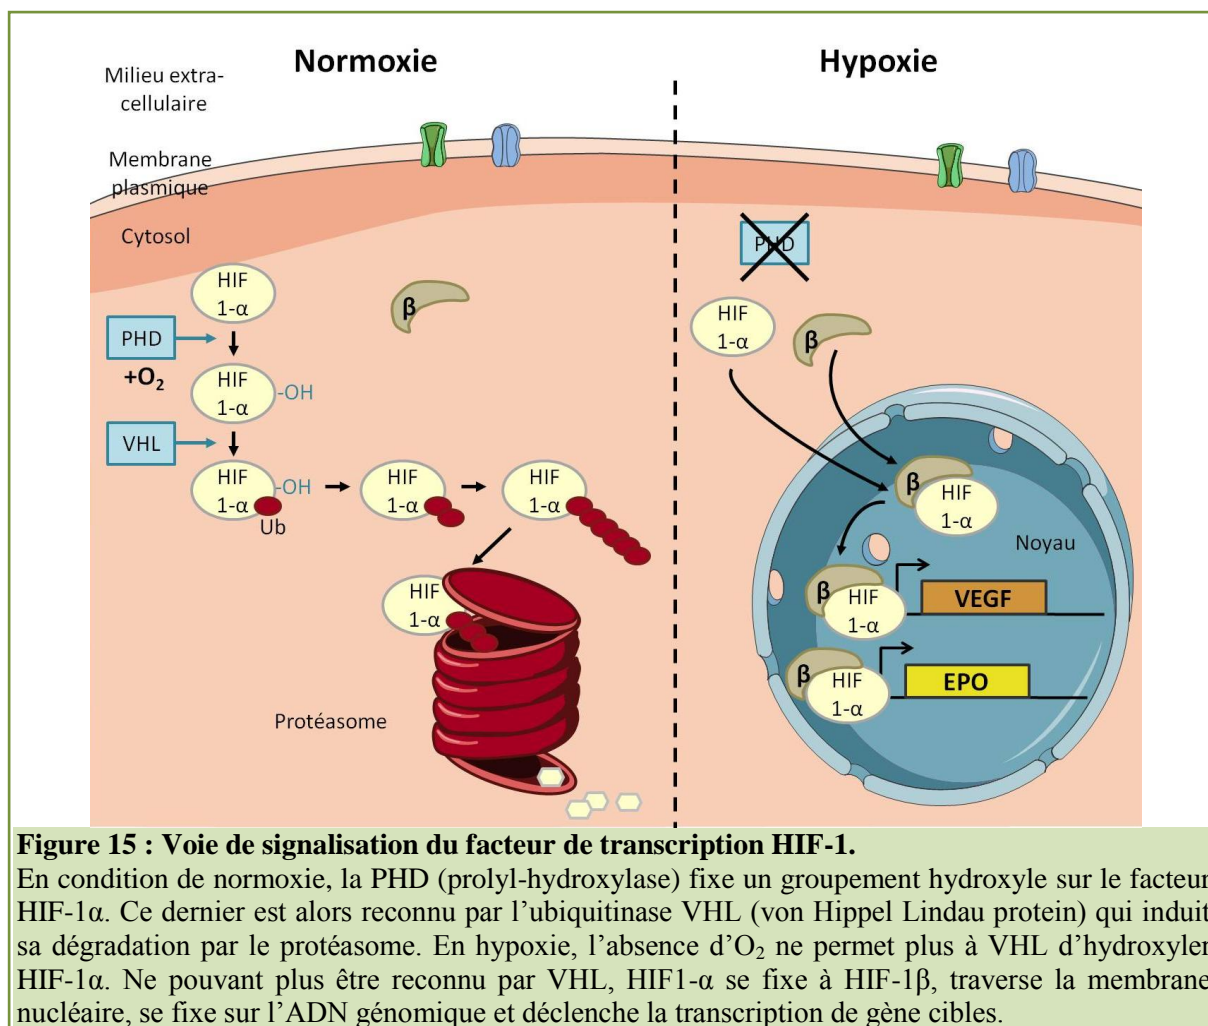 Normoxie
Hypoxie
Milieu extra-
cellulaire
Membrane
plasmique
Cytosol
HIF
1-α
PHD
+O₂
HIF
1-α
-OH
VHL
HIF
1-α
-OH
Ub
HIF
1-α
HIF
1-α
HIF
1-α
Protéasome
β
PHD
HIF
1-α
β
β
HIF
1-α
Noyau
β
HIF
1-α
VEGF
β
HIF
1-α
EPO
Figure 15 : Voie de signalisation du facteur de transcription HIF-1.
En condition de normoxie, la PHD (prolyl-hydroxylase) fixe un groupement hydroxyle sur le facteur
HIF-1α. Ce dernier est alors reconnu par l’ubiquitinase VHL (von Hippel Lindau protein) qui induit
sa dégradation par le protéasome. En hypoxie, l’absence d’O₂ ne permet plus à VHL d’hydroxyler
HIF-1α. Ne pouvant plus être reconnu par VHL, HIF1-α se fixe à HIF-1β, traverse la membrane
nucléaire, se fixe sur l’ADN génomique et déclenche la transcription de gène cibles.